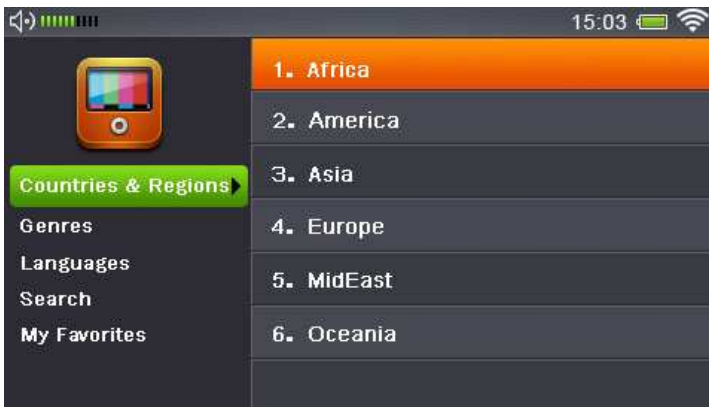 15:03
Countries & Regions
Genres
Languages
Search
My Favorites
1. Africa
2. America
3. Asia
4. Europe
5. MidEast
6. Oceania